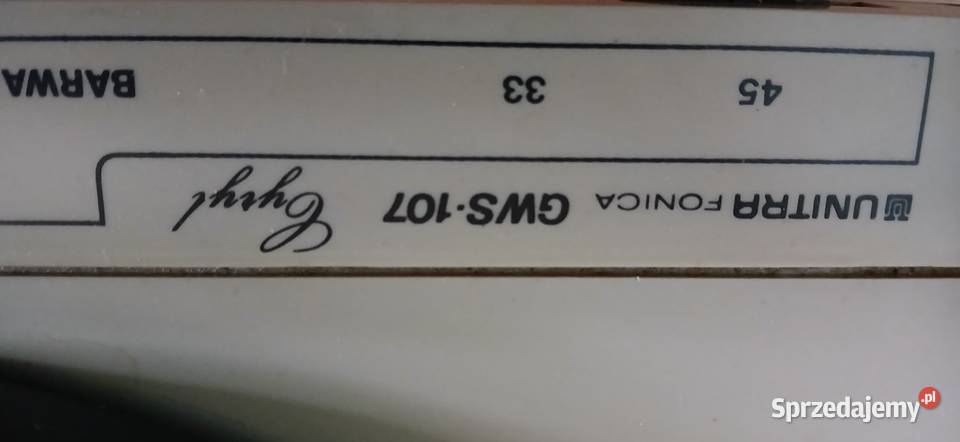 UNITRA FONICA GWS-107 Cyryl
45 33 BARWA
Sprzedajemy.pl